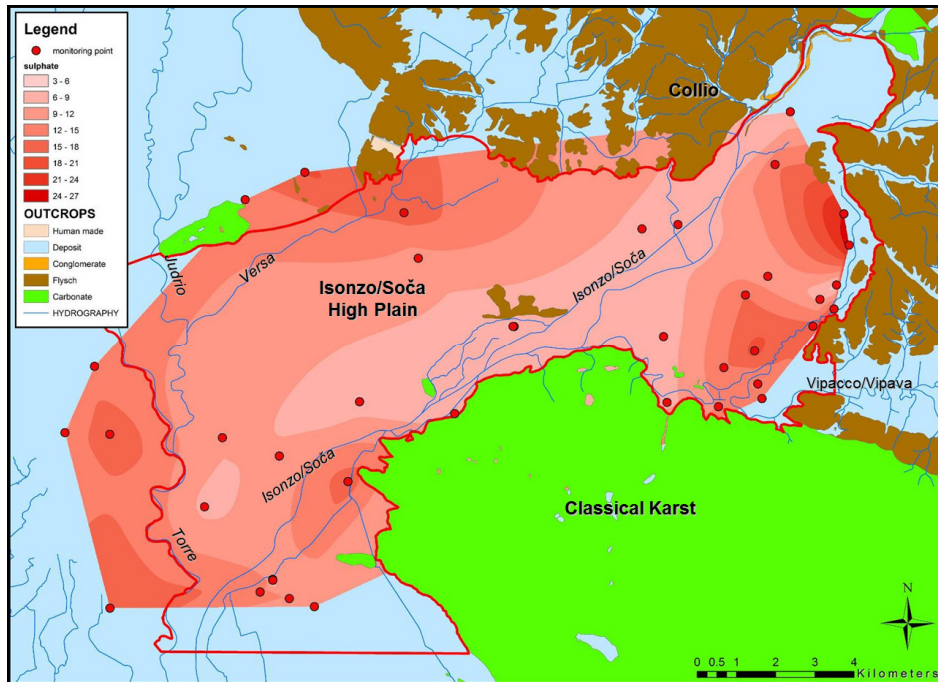 Legend
monitoring point
sulphate
3 - 6
6 - 9
9 - 12
12 - 15
15 - 18
18 - 21
21 - 24
24 - 27
OUTCROPS
Human made
Deposit
Conglomerate
Flysch
Carbonate
HYDROGRAPHY
Collio
Judrio
Versa
Isonzo/Soča
High Plain
Isonzo/Soča
Vipacco/Vipava
Isonzo/Soča
Torre
Classical Karst
N
0 0.5 1 2 3 4
Kilometers